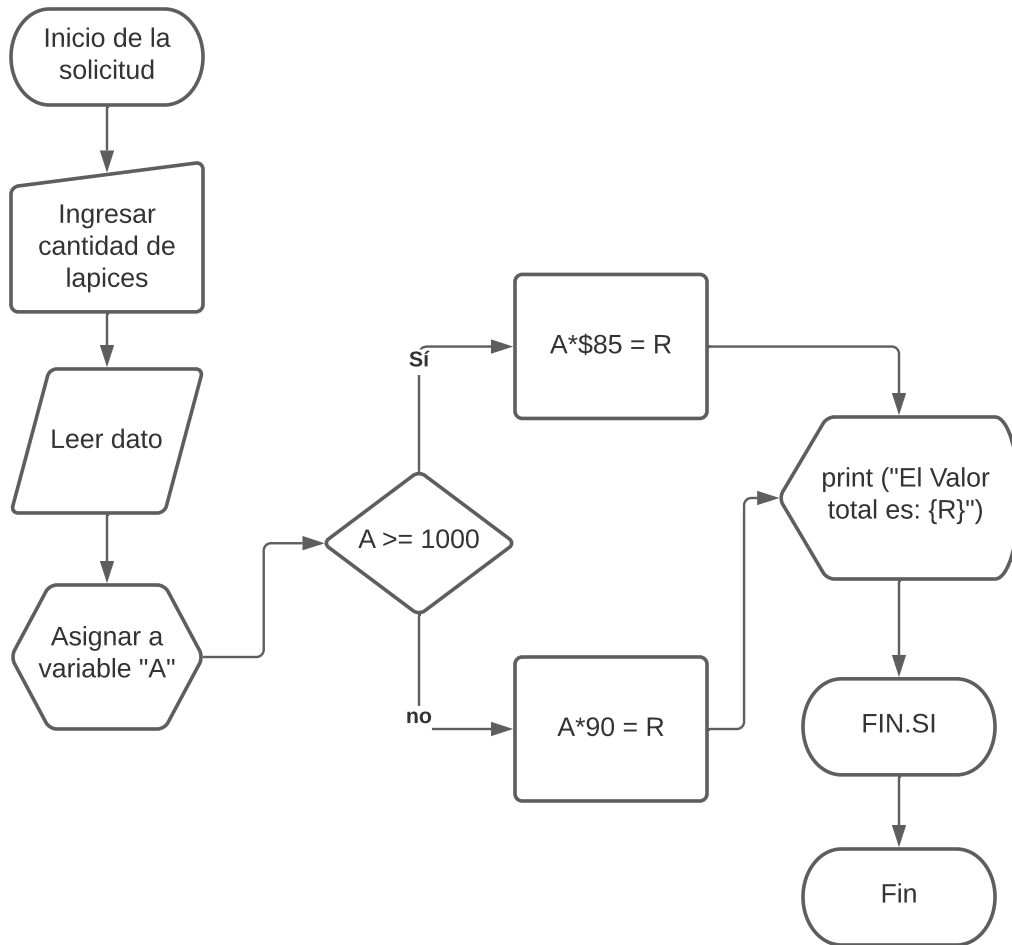 Inicio de la
solicitud
Ingresar
cantidad de
lapices
Leer dato
Asignar a
variable "A"
A >= 1000
Sí
A*$85 = R
no
A*90 = R
print ("El Valor
total es: {R}")
FIN.SI
Fin